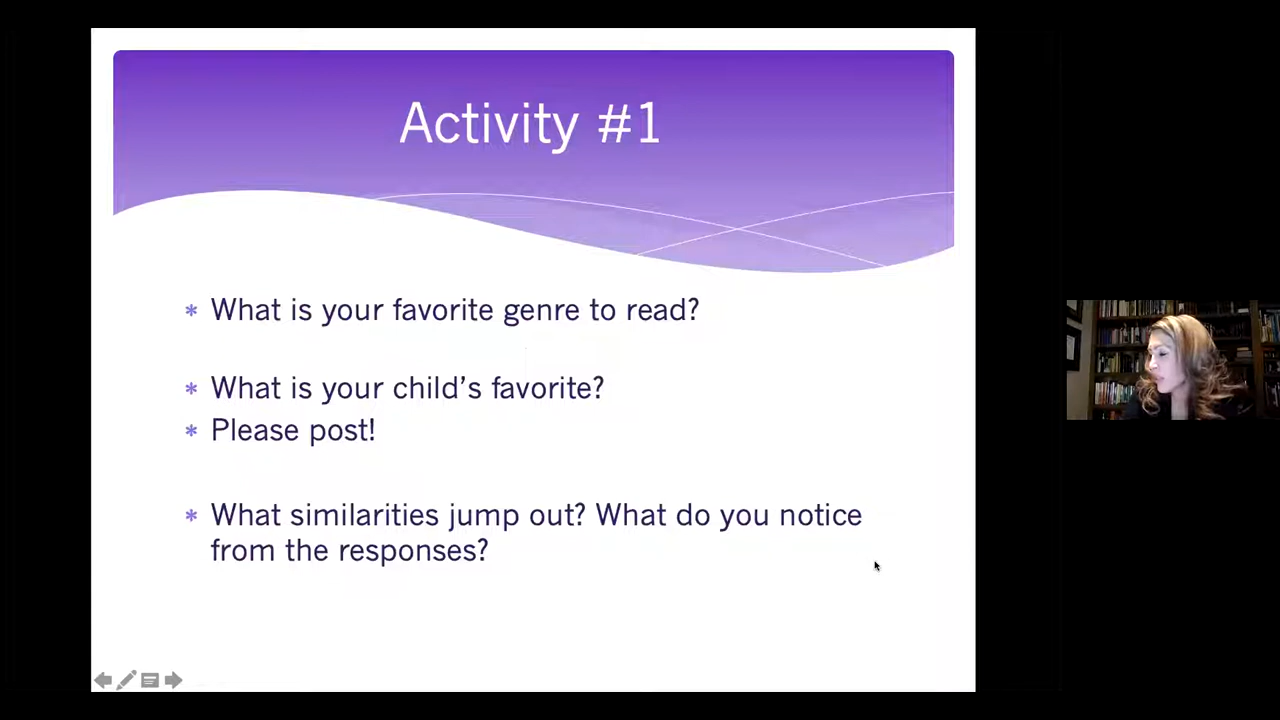 Activity #1
* What is your favorite genre to read?
* What is your child’s favorite?
* Please post!
* What similarities jump out? What do you notice
from the responses?